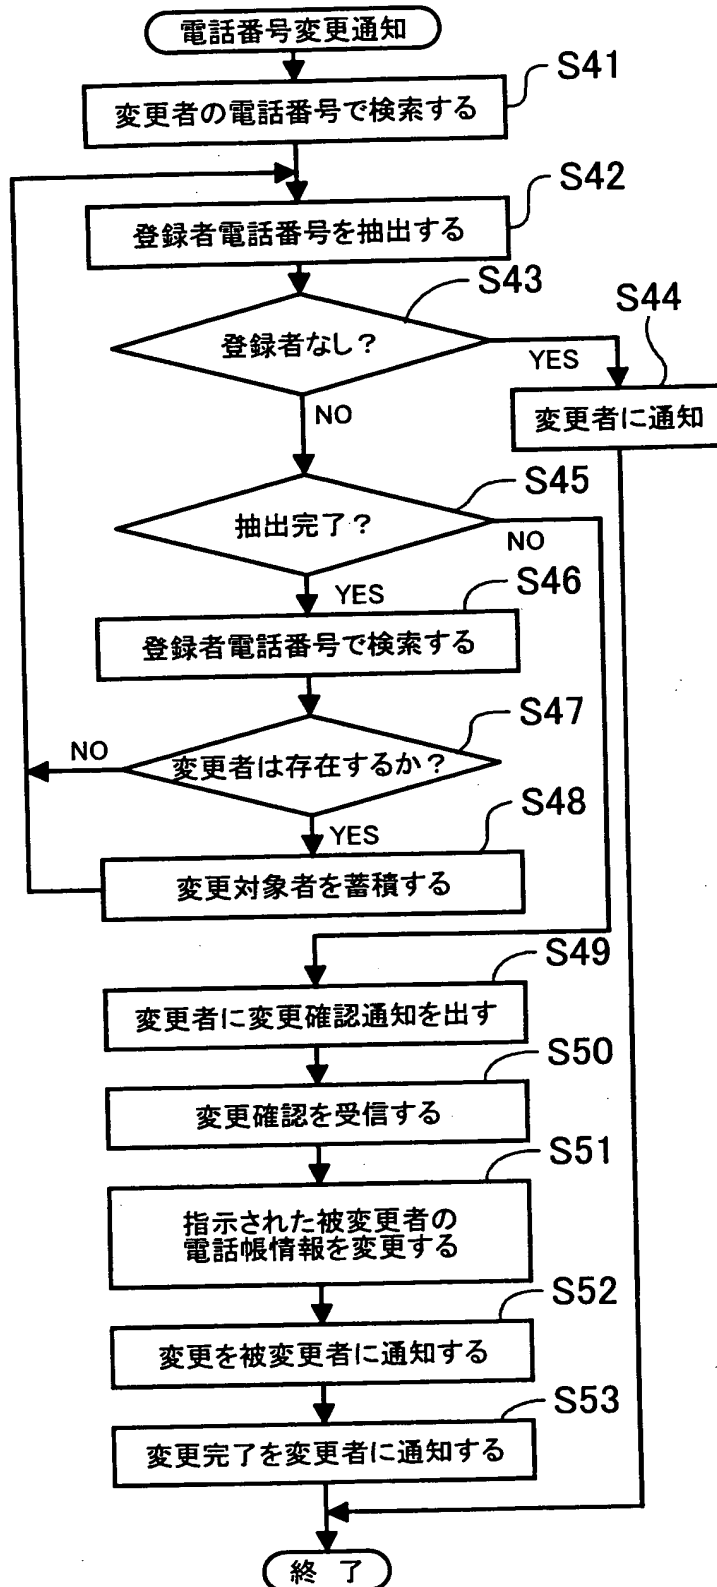 電話番号変更通知
S41
変更者の電話番号で検索する
S42
登録者電話番号を抽出する
S43
登録者なし？
YES
S44
変更者に通知
NO
S45
抽出完了？
NO
YES
S46
登録者電話番号で検索する
S47
変更者は存在するか？
NO
YES
S48
変更対象者を蓄積する
S49
変更者に変更確認通知を出す
S50
変更確認を受信する
S51
指示された被変更者の
電話帳情報を変更する
S52
変更を被変更者に通知する
S53
変更完了を変更者に通知する
終了